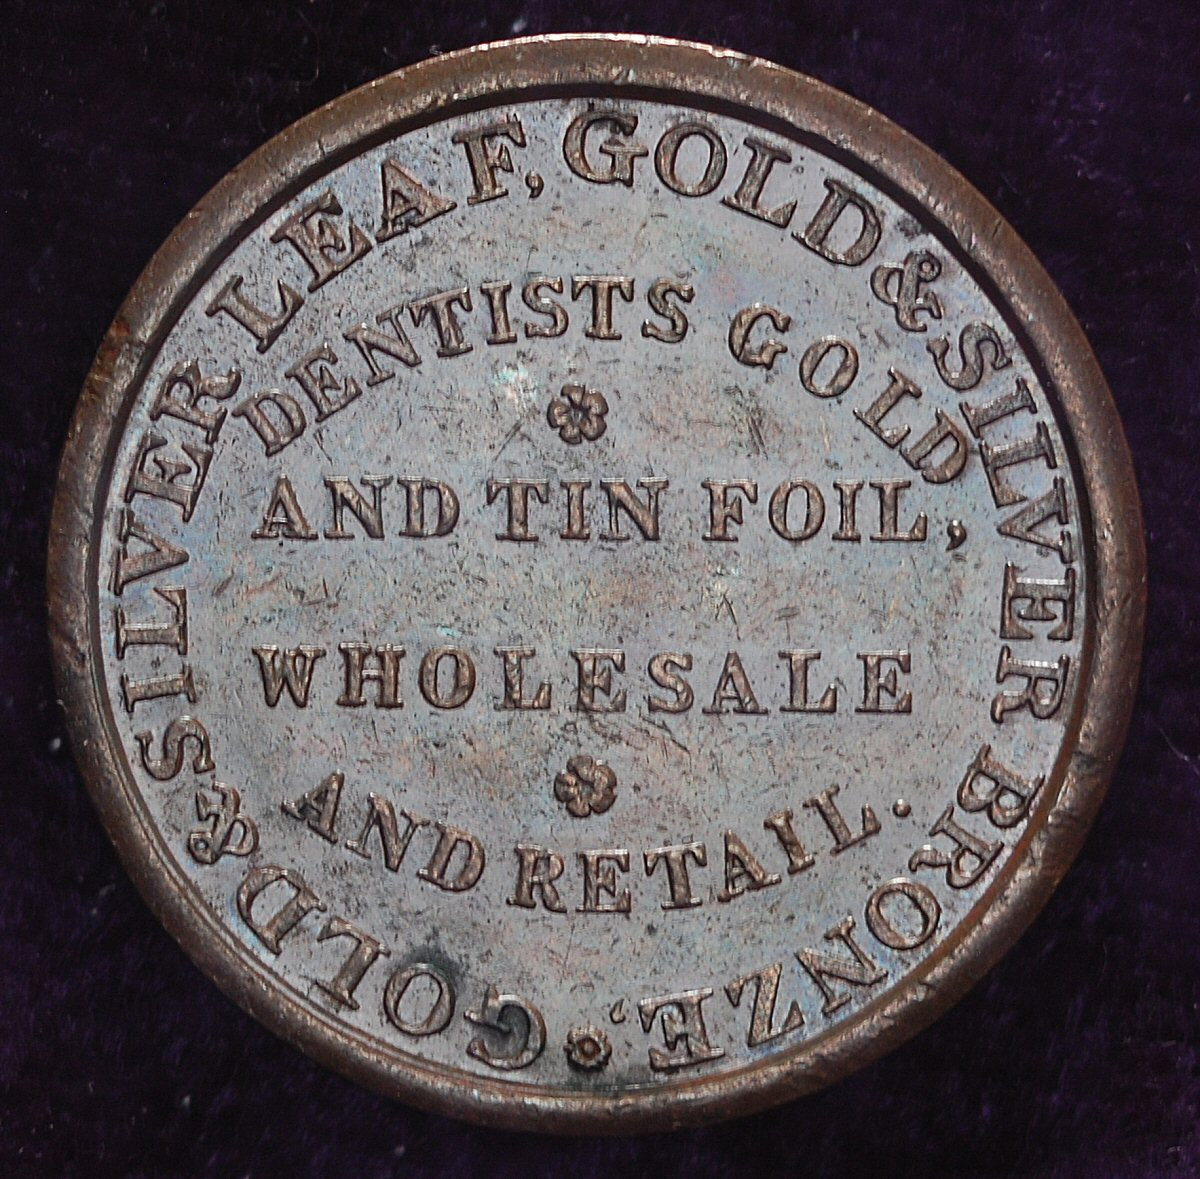 GOLD & SILVER LEAF, GOLD & SILVER BRONZE,
DENTISTS GOLD
AND TIN FOIL,
WHOLESALE
AND RETAIL.